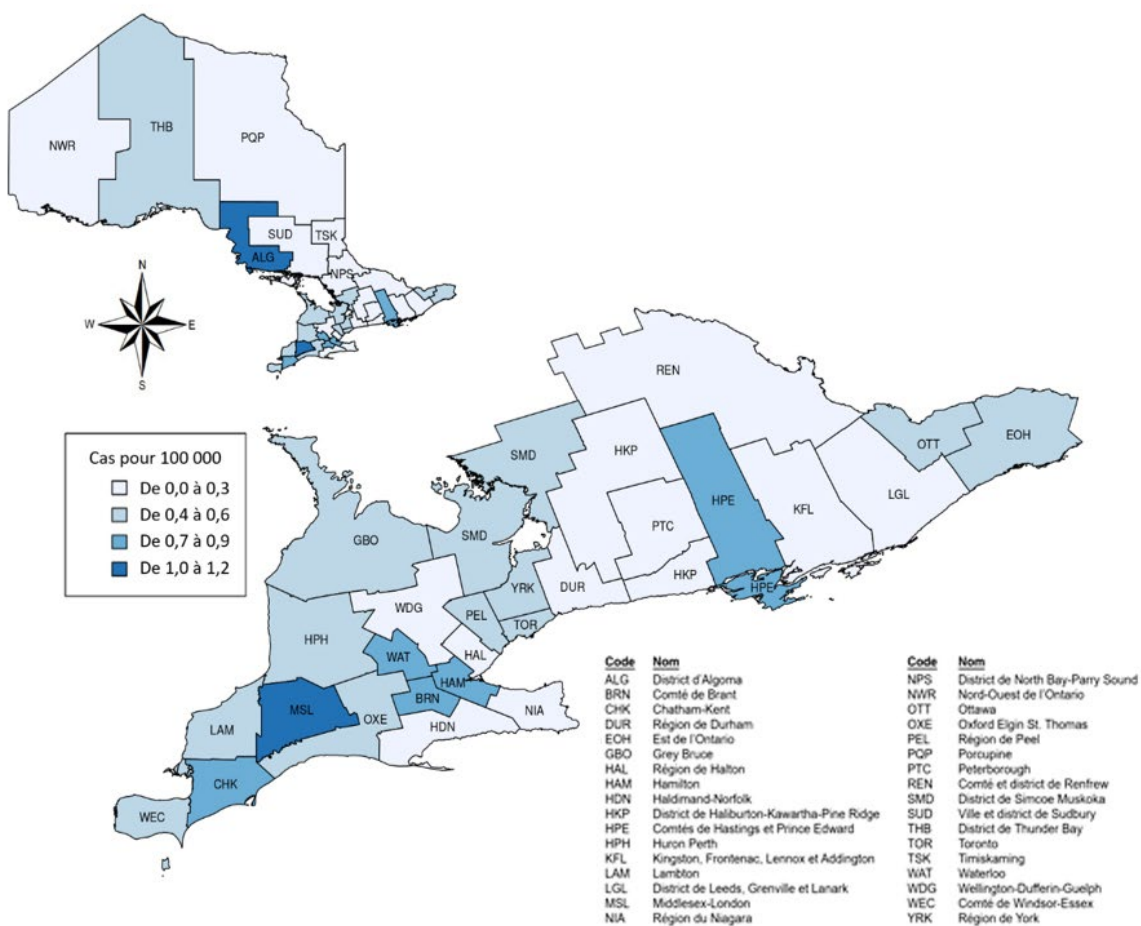 THB
NWR
PQP
SUD
TSK
ALG
NPS
N
W
E
S
REN
Cas pour 100 000
De 0,0 à 0,3
De 0,4 à 0,6
De 0,7 à 0,9
De 1,0 à 1,2
SMD
HKP
OTT
EOH
HPE
KFL
LGL
PTC
GBO
SMD
YRK
DUR
HKP
HPE
WDG
PEL
TOR
HPH
WAT
HAL
HAM
BRN
MSL
OXE
HDN
NIA
LAM
CHK
WEC
Code Nom
ALG District d'Algoma
BRN Comté de Brant
CHK Chatham-Kent
DUR Région de Durham
EOH Est de l'Ontario
GBO Grey Bruce
HAL Région de Halton
HAM Hamilton
HDN Haldimand-Norfolk
HKP District de Haliburton-Kawartha-Pine Ridge
HPE Comtés de Hastings et Prince Edward
HPH Huron Perth
KFL Kingston, Frontenac, Lennox et Addington
LAM Lambton
LGL District de Leeds, Grenville et Lanark
MSL Middlesex-London
NIA Région du Niagara
Code Nom
NPS District de North Bay-Parry Sound
NWR Nord-Ouest de l'Ontario
OTT Ottawa
OXE Oxford Elgin St. Thomas
PEL Région de Peel
PQP Porcupine
PTC Peterborough
REN Comté et district de Renfrew
SMD District de Simcoe Muskoka
SUD Ville et district de Sudbury
THB District de Thunder Bay
TOR Toronto
TSK Timiskaming
WAT Waterloo
WDG Wellington-Dufferin-Guelph
WEC Comté de Windsor-Essex
YRK Région de York